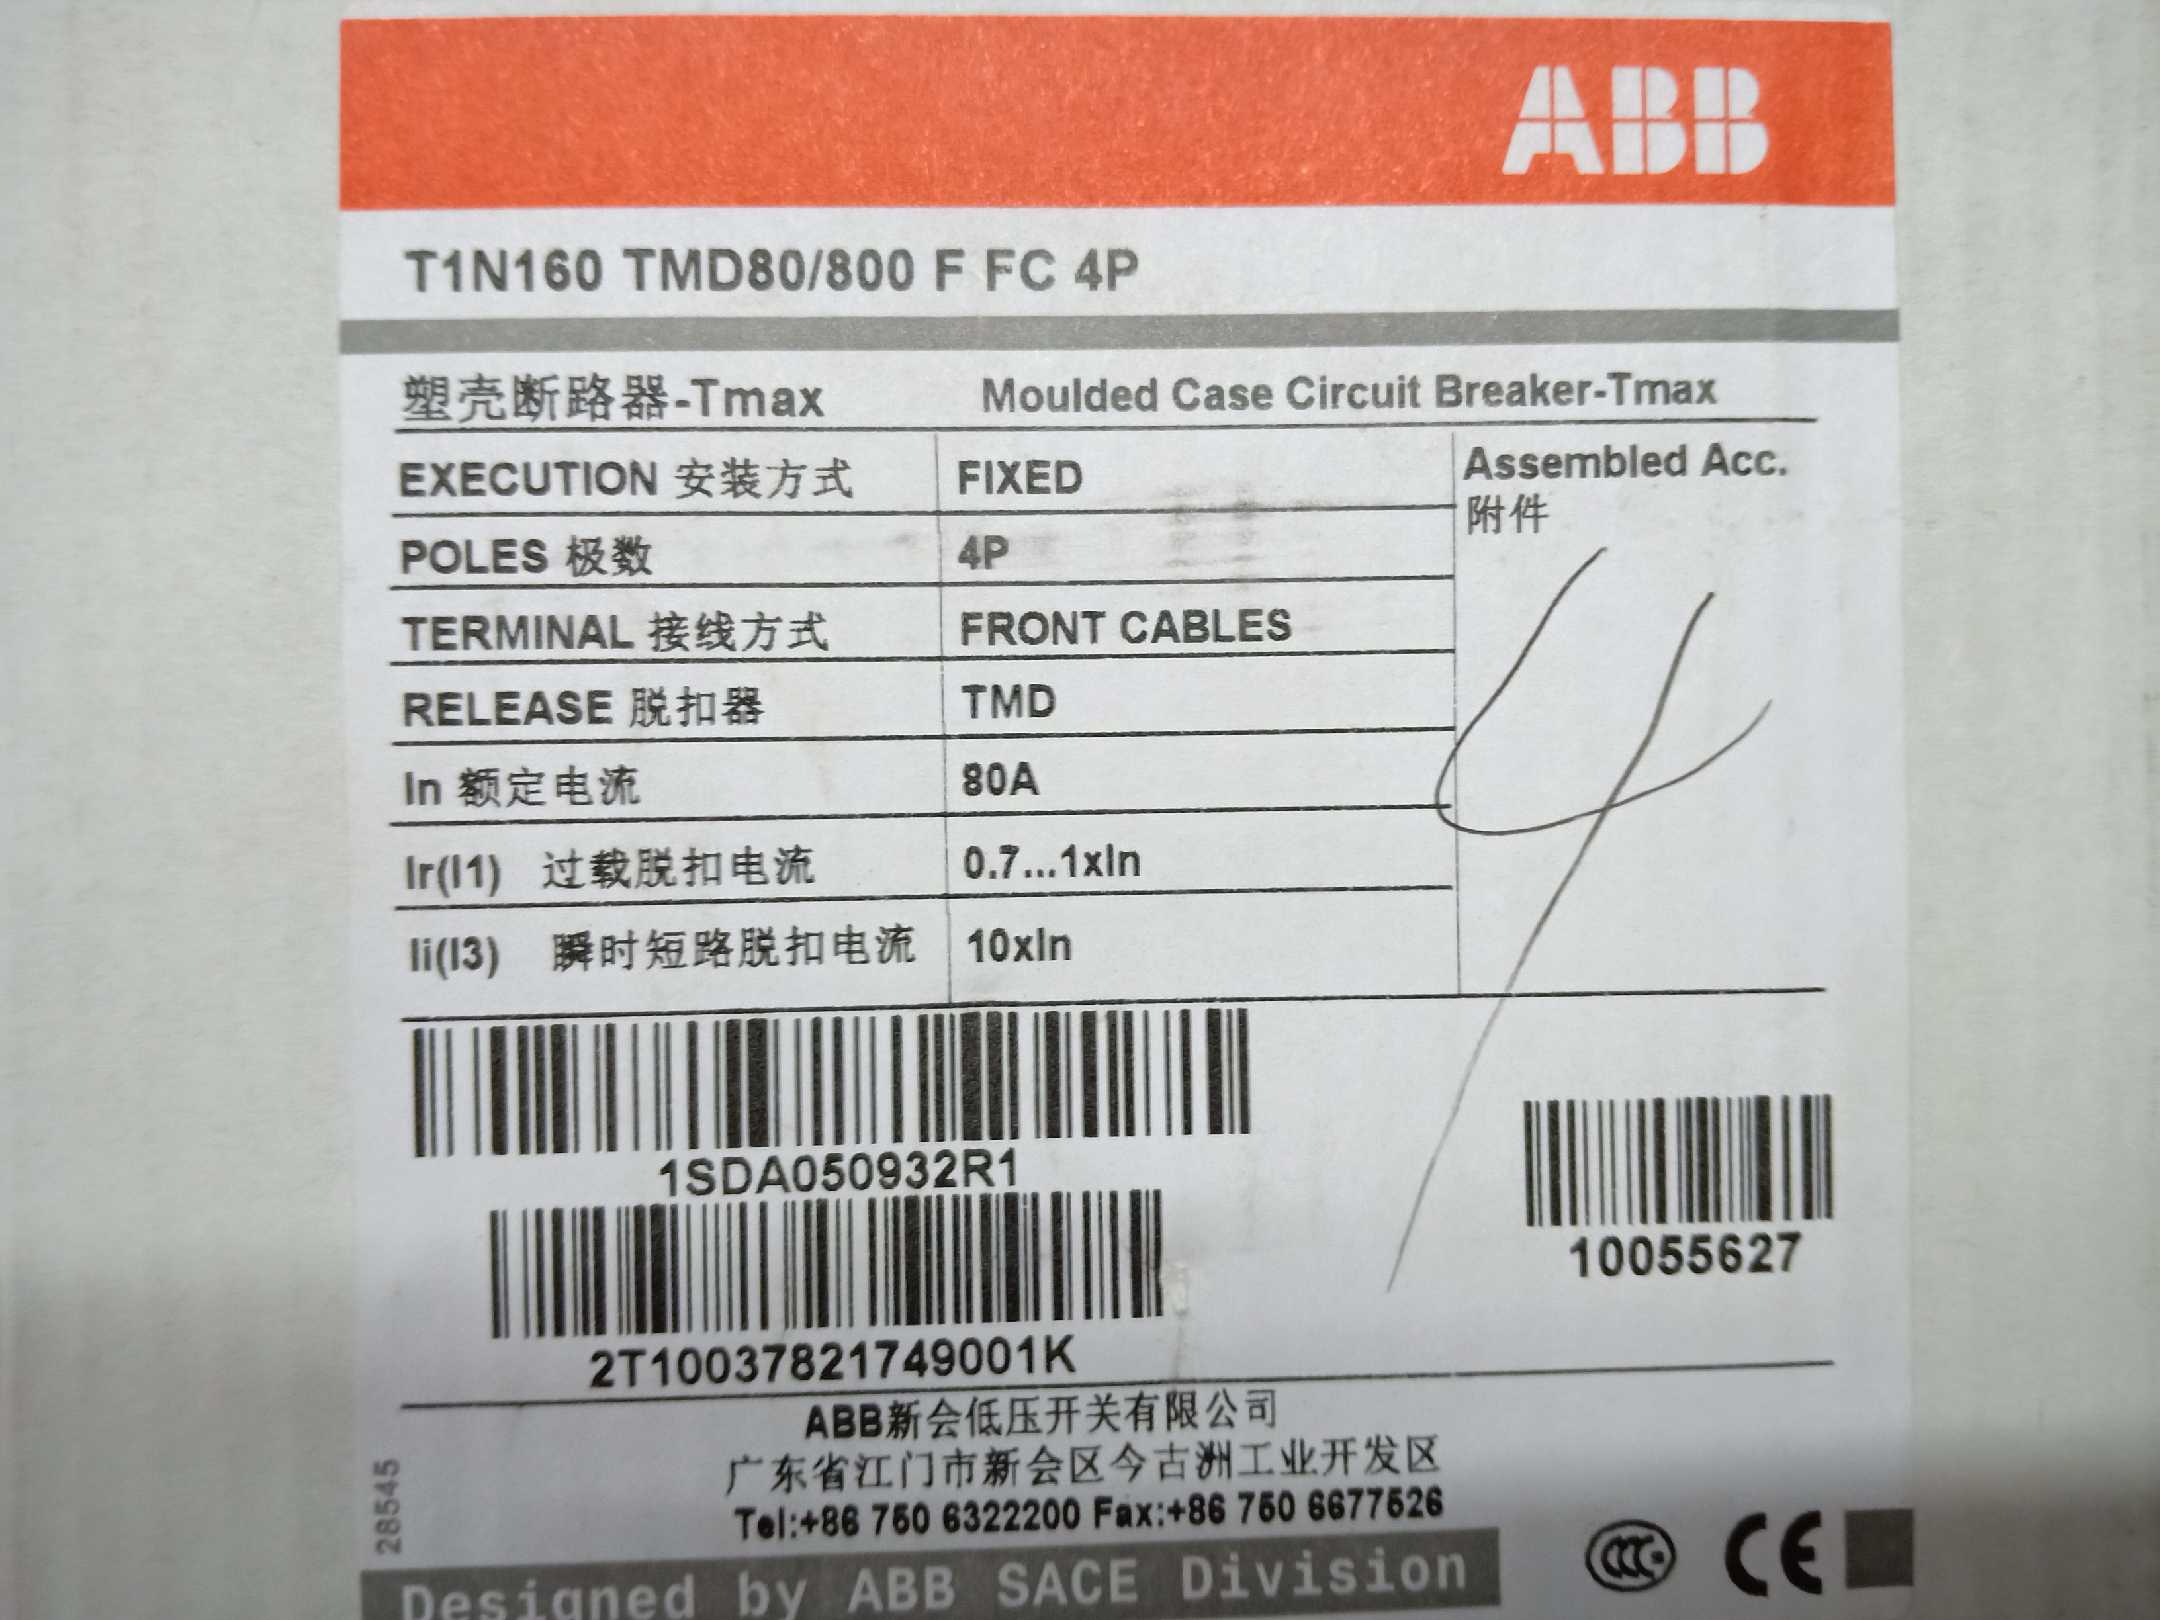 ABB
T1N160 TMD80/800 F FC 4P
塑壳断路器-Tmax Moulded Case Circuit Breaker-Tmax
EXECUTION 安装方式 FIXED
Assembled Acc.
附件
POLES 极数 4P
TERMINAL 接线方式 FRONT CABLES
RELEASE 脱扣器 TMD
In 额定电流 80A
Ir(I1) 过载脱扣电流 0.7...1xIn
Ii(I3) 瞬时短路脱扣电流 10xIn
1SDA050932R1
10055627
2T10037821749001K
ABB新会低压开关有限公司
广东省江门市新会区今古洲工业开发区
Tel:+86 750 6322200 Fax:+86 750 6677526
28545
CCC CE
Designed by ABB SACE Division